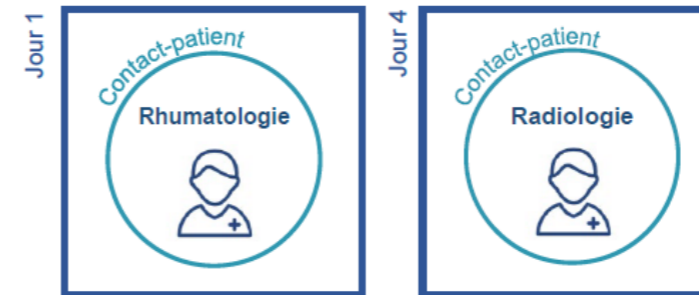 Jour 1
Contact-patient
Rhumatologie
Jour 4
Contact-patient
Radiologie